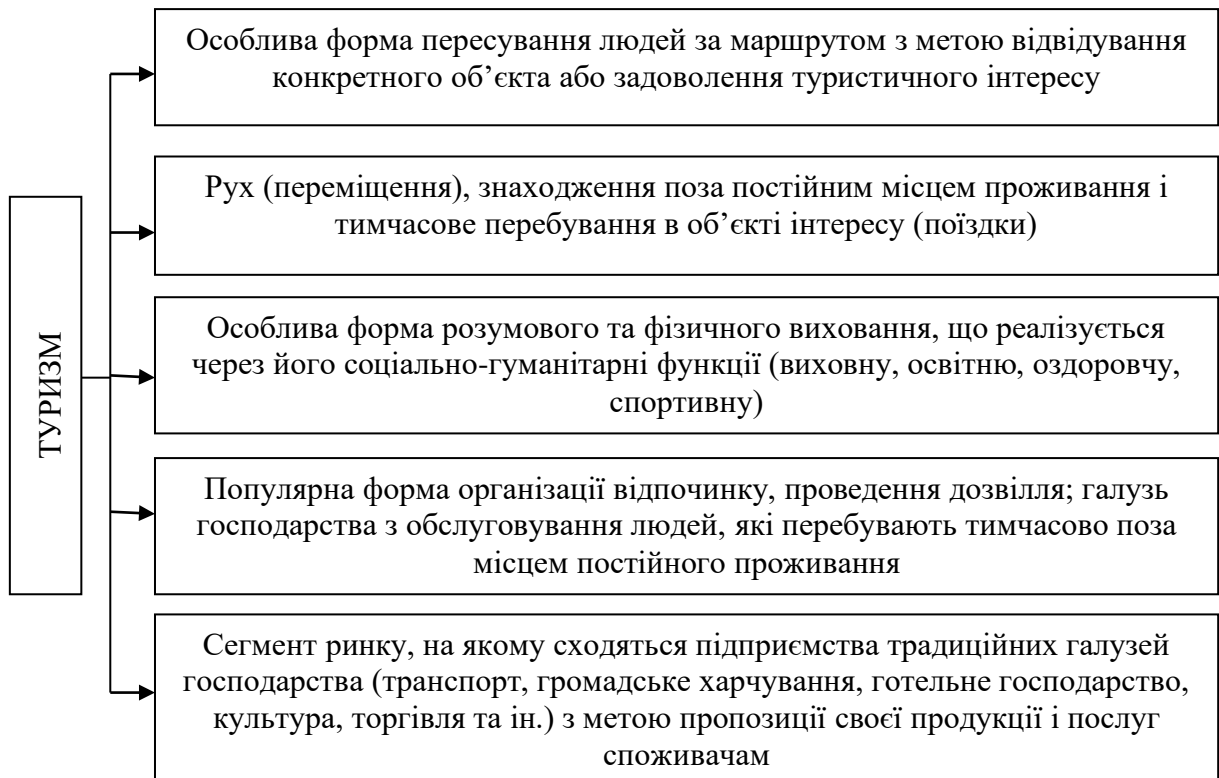 Особлива форма пересування людей за маршрутом з метою відвідування
конкретного об’єкта або задоволення туристичного інтересу
Рух (переміщення), знаходження поза постійним місцем проживання і
тимчасове перебування в об’єкті інтересу (поїздки)
ТУРИЗМ
Особлива форма розумового та фізичного виховання, що реалізується
через його соціально-гуманітарні функції (виховну, освітню, оздоровчу,
спортивну)
Популярна форма організації відпочинку, проведення дозвілля; галузь
господарства з обслуговування людей, які перебувають тимчасово поза
місцем постійного проживання
Сегмент ринку, на якому сходяться підприємства традиційних галузей
господарства (транспорт, громадське харчування, готельне господарство,
культура, торгівля та ін.) з метою пропозиції своєї продукції і послуг
споживачам